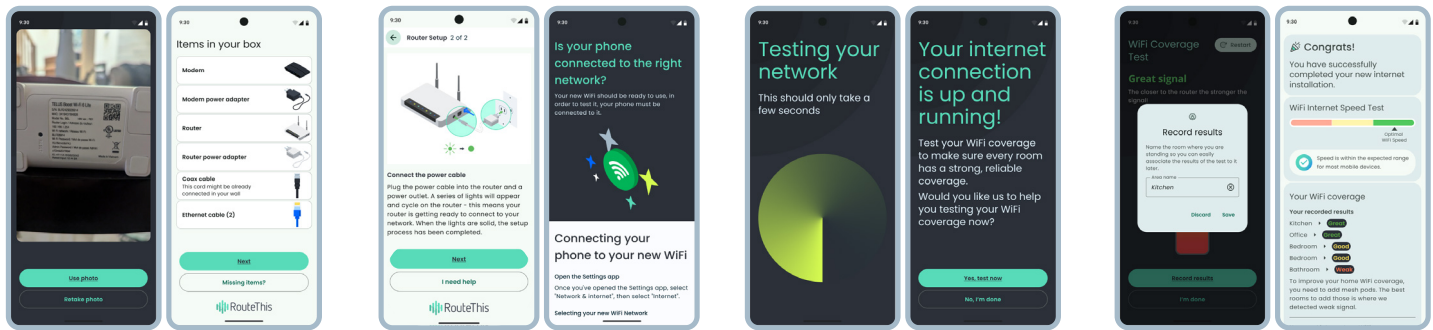 Use photo
Retake photo
9:30
Items in your box
Modem
Modem power adapter
Router
Router power adapter
Coax cable
This cord might be already
connected in your wall
Ethernet cable (2)
Next
Missing items?
RouteThis
9:30
Router Setup 2 of 2
Connect the power cable
Plug the power cable into the router and a
power outlet. A series of lights will appear
and cycle on the router - this means your
router is getting ready to connect to your
network. When the lights are solid, the setup
process has been completed.
Next
I need help
RouteThis
9:30
Is your phone
connected to the right
network?
Your new WiFi should be ready to use, in
order to test it, your phone must be
connected to it.
Connecting your
phone to your new WiFi
Open the Settings app
Once you've opened the Settings app, select
"Network & Internet", then select "Internet".
Selecting your new WiFi Network
9:30
Testing your
network
This should only take a
few seconds
9:30
Your internet
connection
is up and
running!
Test your WiFi coverage
to make sure every room
has a strong, reliable
coverage.
Would you like us to help
you testing your WiFi
coverage now?
Yes, test now
No, I'm done
9:30
WiFi Coverage
Test
Restart
Great signal
The closer to the router the stronger the
signal!
Record results
Name the room where you are
standing so you can easily
associate the results of the test to it
later.
Area name
Kitchen
Discard Save
Record results
I'm done
9:30
Congrats!
You have successfully
completed your new internet
installation.
WiFi Internet Speed Test
Optimal
WiFi Speed
Speed is within the expected range
for most mobile devices.
Your WiFi coverage
Your recorded results
Kitchen Great
Office Great
Bedroom Good
Bedroom Good
Bathroom Weak
To improve your home WiFi coverage,
you need to add mesh pods. The best
rooms to add those is where we
detected weak signal.